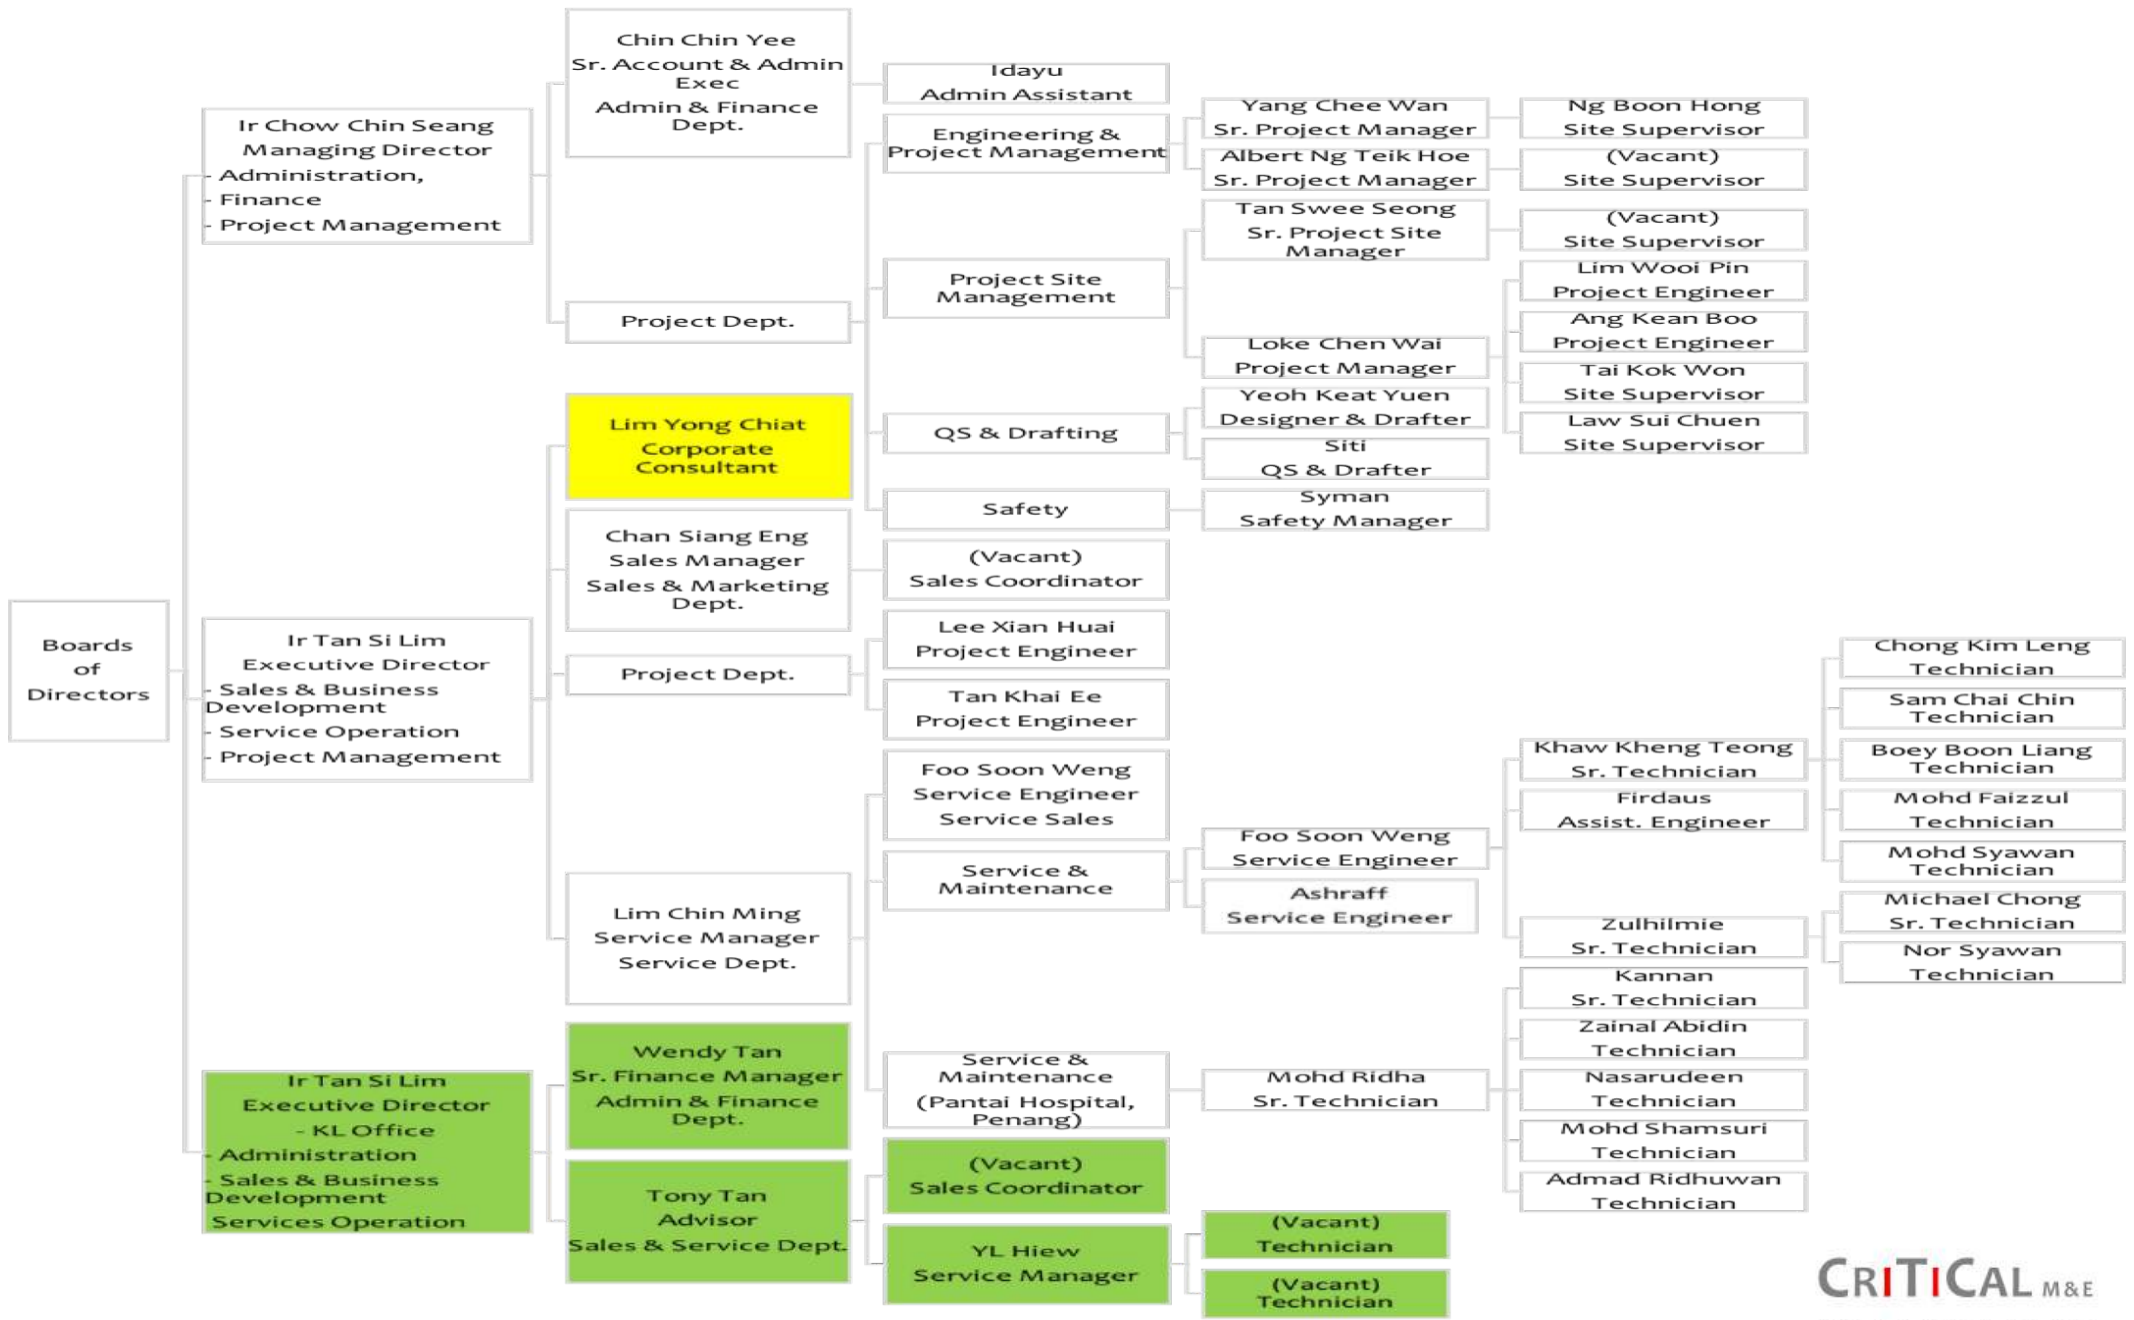 Boards
of
Directors
Ir Chow Chin Seang
Managing Director
- Administration,
- Finance
- Project Management
Chin Chin Yee
Sr. Account & Admin
Exec
Admin & Finance
Dept.
Idayu
Admin Assistant
Project Dept.
Engineering &
Project Management
Yang Chee Wan
Sr. Project Manager
Ng Boon Hong
Site Supervisor
Albert Ng Teik Hoe
Sr. Project Manager
(Vacant)
Site Supervisor
Project Site
Management
Tan Swee Seong
Sr. Project Site
Manager
(Vacant)
Site Supervisor
Loke Chen Wai
Project Manager
Lim Wooi Pin
Project Engineer
Ang Kean Boo
Project Engineer
Tai Kok Won
Site Supervisor
Law Sui Chuen
Site Supervisor
QS & Drafting
Yeoh Keat Yuen
Designer & Drafter
Siti
QS & Drafter
Safety
Syman
Safety Manager
Ir Tan Si Lim
Executive Director
- Sales & Business
Development
- Service Operation
- Project Management
Lim Yong Chiat
Corporate
Consultant
Chan Siang Eng
Sales Manager
Sales & Marketing
Dept.
(Vacant)
Sales Coordinator
Project Dept.
Lee Xian Huai
Project Engineer
Tan Khai Ee
Project Engineer
Lim Chin Ming
Service Manager
Service Dept.
Foo Soon Weng
Service Engineer
Service Sales
Service &
Maintenance
Foo Soon Weng
Service Engineer
Ashraff
Service Engineer
Khaw Kheng Teong
Sr. Technician
Chong Kim Leng
Technician
Sam Chai Chin
Technician
Boey Boon Liang
Technician
Mohd Faizzul
Technician
Mohd Syawan
Technician
Firdaus
Assist. Engineer
Zulhilmie
Sr. Technician
Michael Chong
Sr. Technician
Nor Syawan
Technician
Service &
Maintenance
(Pantai Hospital,
Penang)
Mohd Ridha
Sr. Technician
Kannan
Sr. Technician
Zainal Abidin
Technician
Nasarudeen
Technician
Mohd Shamsuri
Technician
Admad Ridhuwan
Technician
Ir Tan Si Lim
Executive Director
- KL Office
- Administration
- Sales & Business
Development
Services Operation
Wendy Tan
Sr. Finance Manager
Admin & Finance
Dept.
Tony Tan
Advisor
Sales & Service Dept.
(Vacant)
Sales Coordinator
YL Hiew
Service Manager
(Vacant)
Technician
(Vacant)
Technician
CRiTiCAL M&E